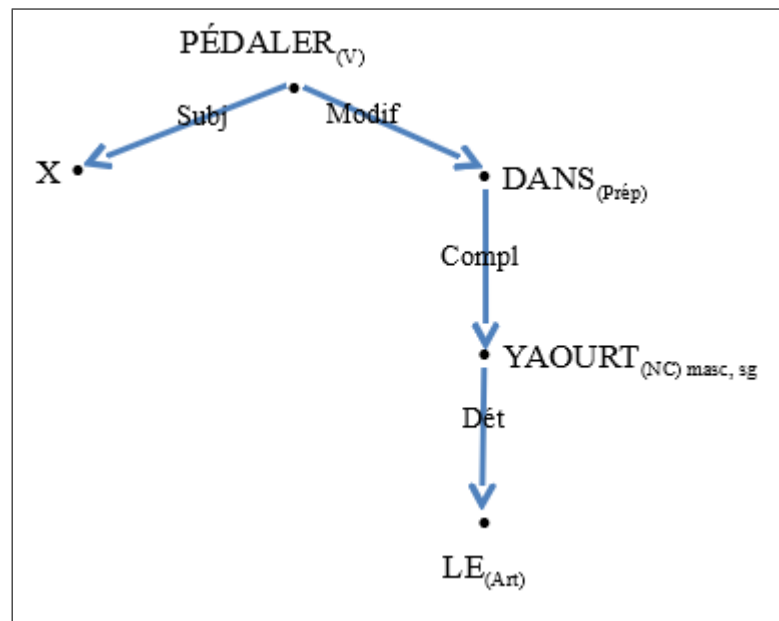 PÉDALER(V)
Subj Modif
X DANS(Prép)
Compl
YAOURT(NC) masc, sg
Dét
LE(Art)